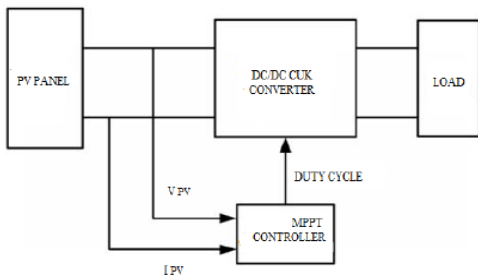 PV PANEL
DC/DC CUK
CONVERTER
LOAD
DUTY CYCLE
V PV
MPPT
CONTROLLER
I PV